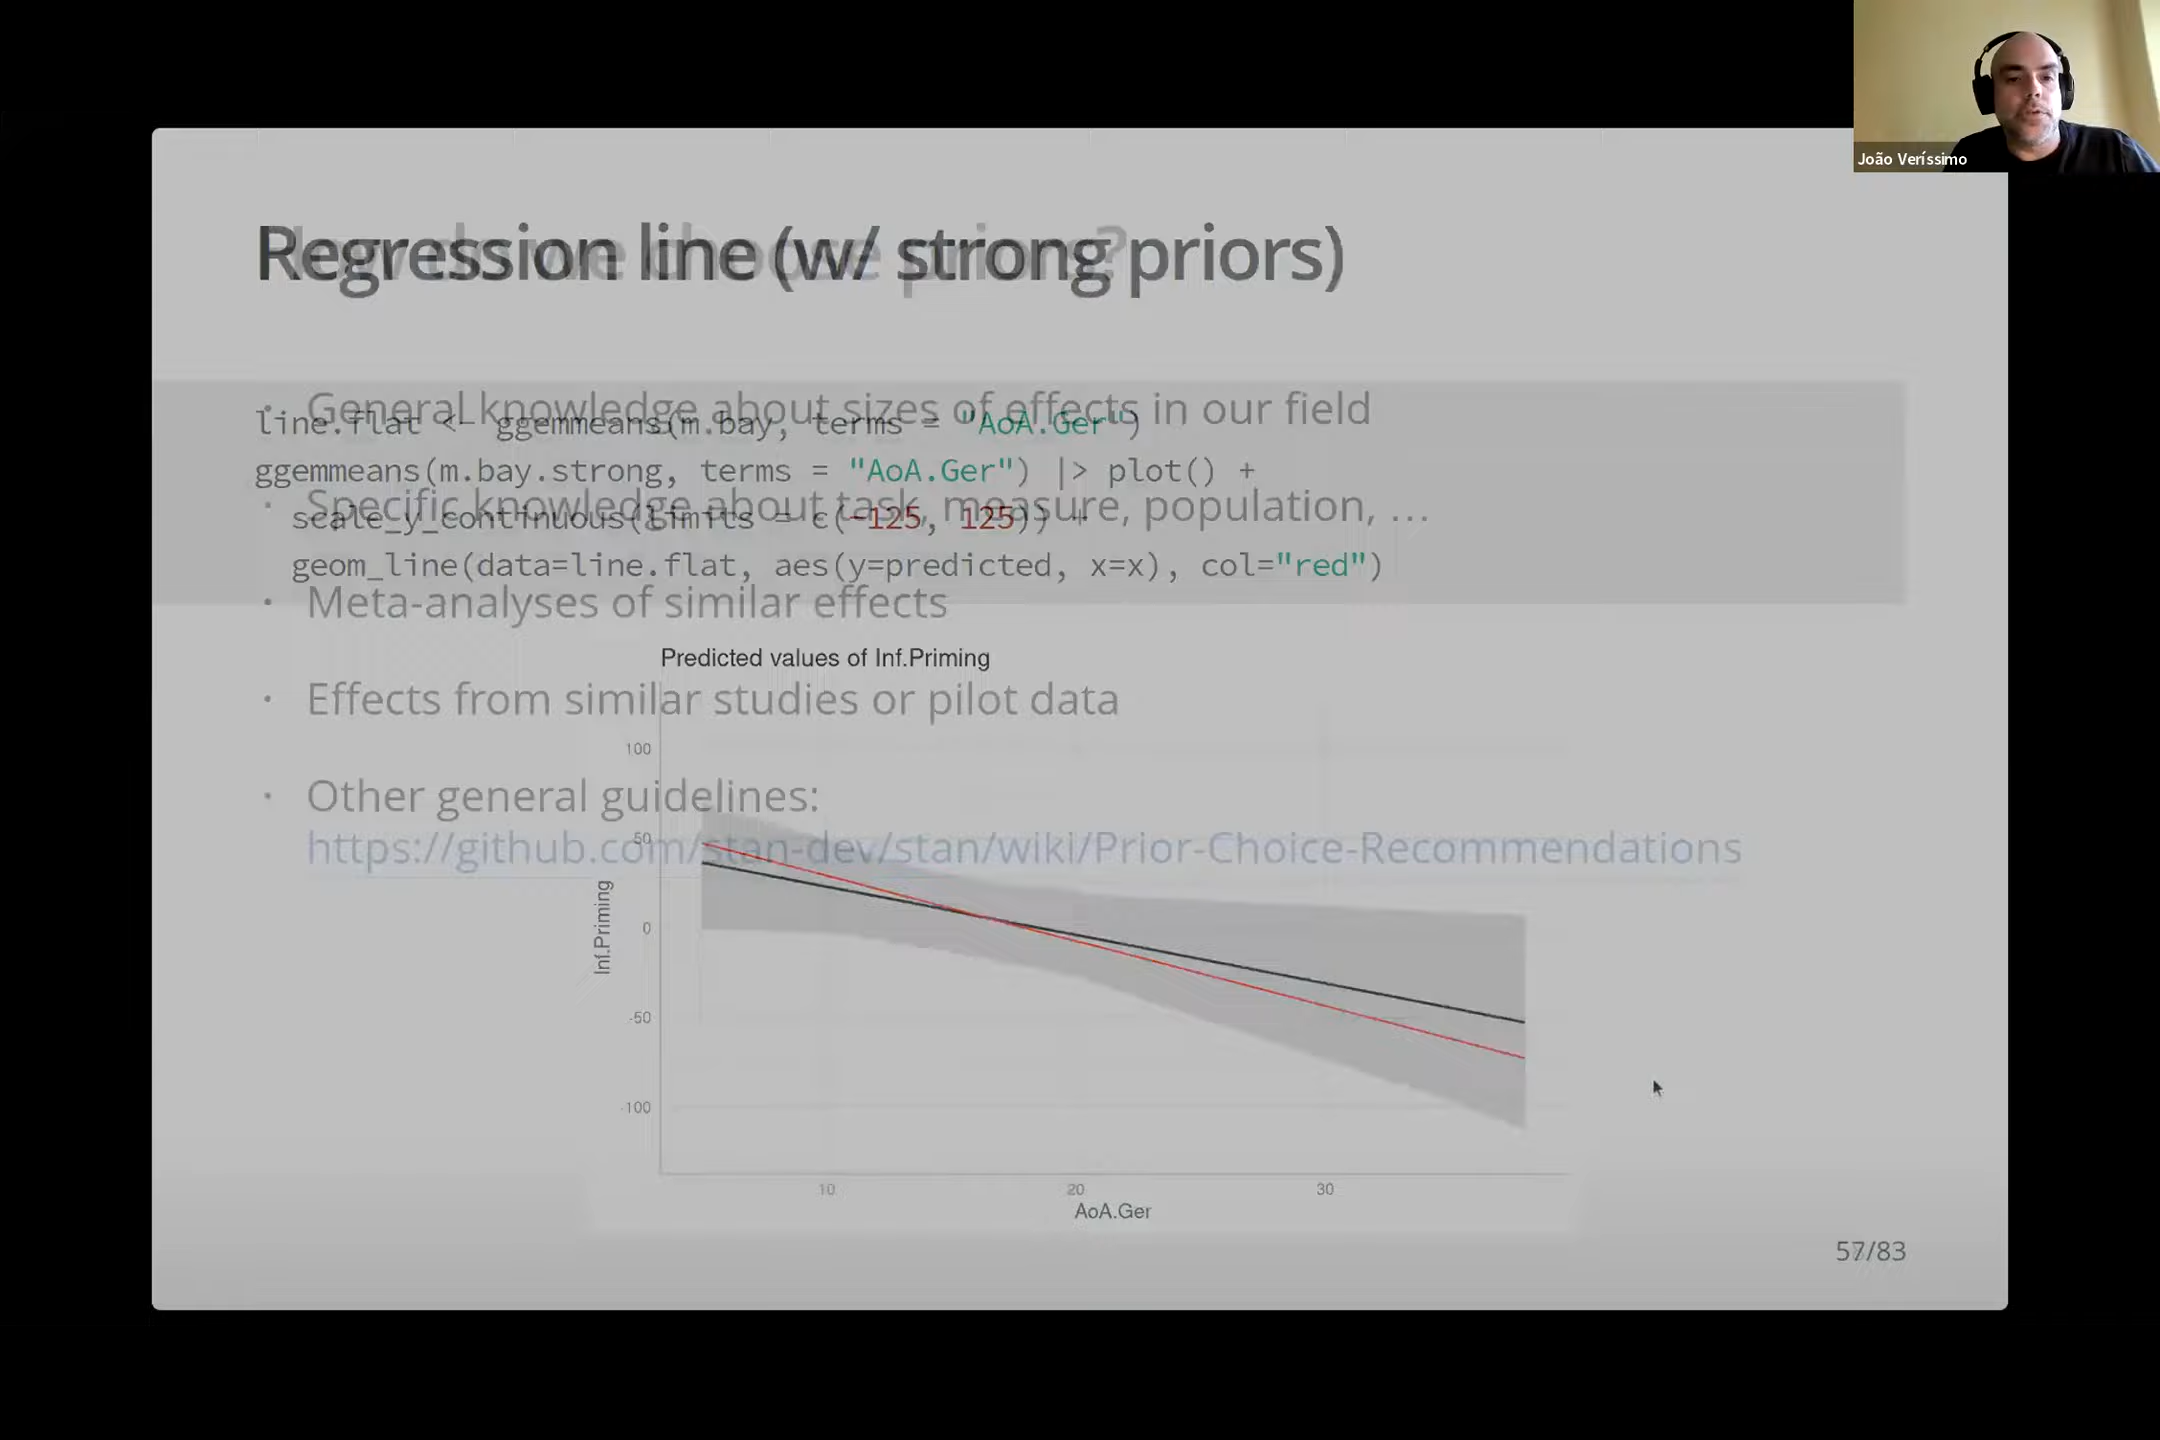 João Veríssimo
Regression line (w/ strong priors)
How do we choose priors?
line.flat <- ggemmeans(m.bay, terms = "AoA.Ger")
ggemmeans(m.bay.strong, terms = "AoA.Ger") |> plot() +
scale_y_continuous(limits = c(-125, 125)) +
geom_line(data=line.flat, aes(y=predicted, x=x), col="red")
· General knowledge about sizes of effects in our field
· Specific knowledge about task, measure, population, …
· Meta-analyses of similar effects
· Effects from similar studies or pilot data
· Other general guidelines:
https://github.com/stan-dev/stan/wiki/Prior-Choice-Recommendations
Predicted values of Inf.Priming
100
50
0
-50
-100
Inf.Priming
10 20 30
AoA.Ger
57/83